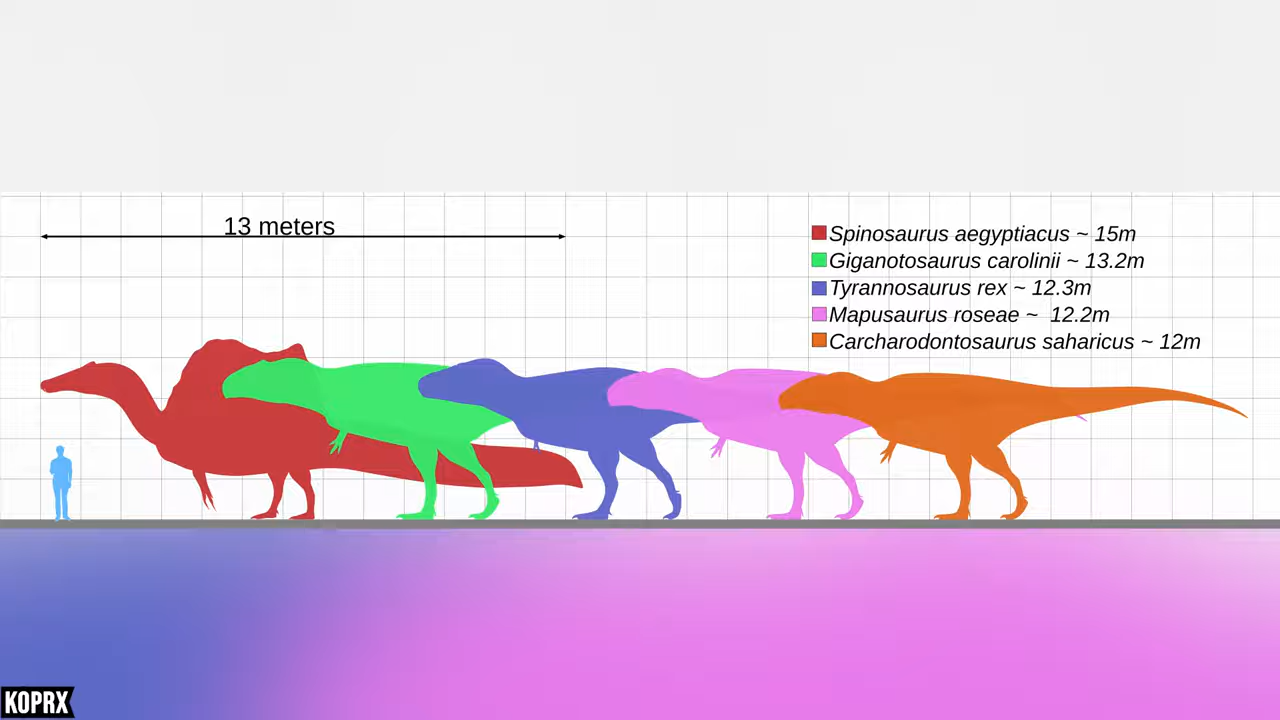 13 meters
Spinosaurus aegyptiacus ~ 15m
Giganotosaurus carolinii ~ 13.2m
Tyrannosaurus rex ~ 12.3m
Mapusaurus roseae ~  12.2m
Carcharodontosaurus saharicus ~ 12m
KOPRX